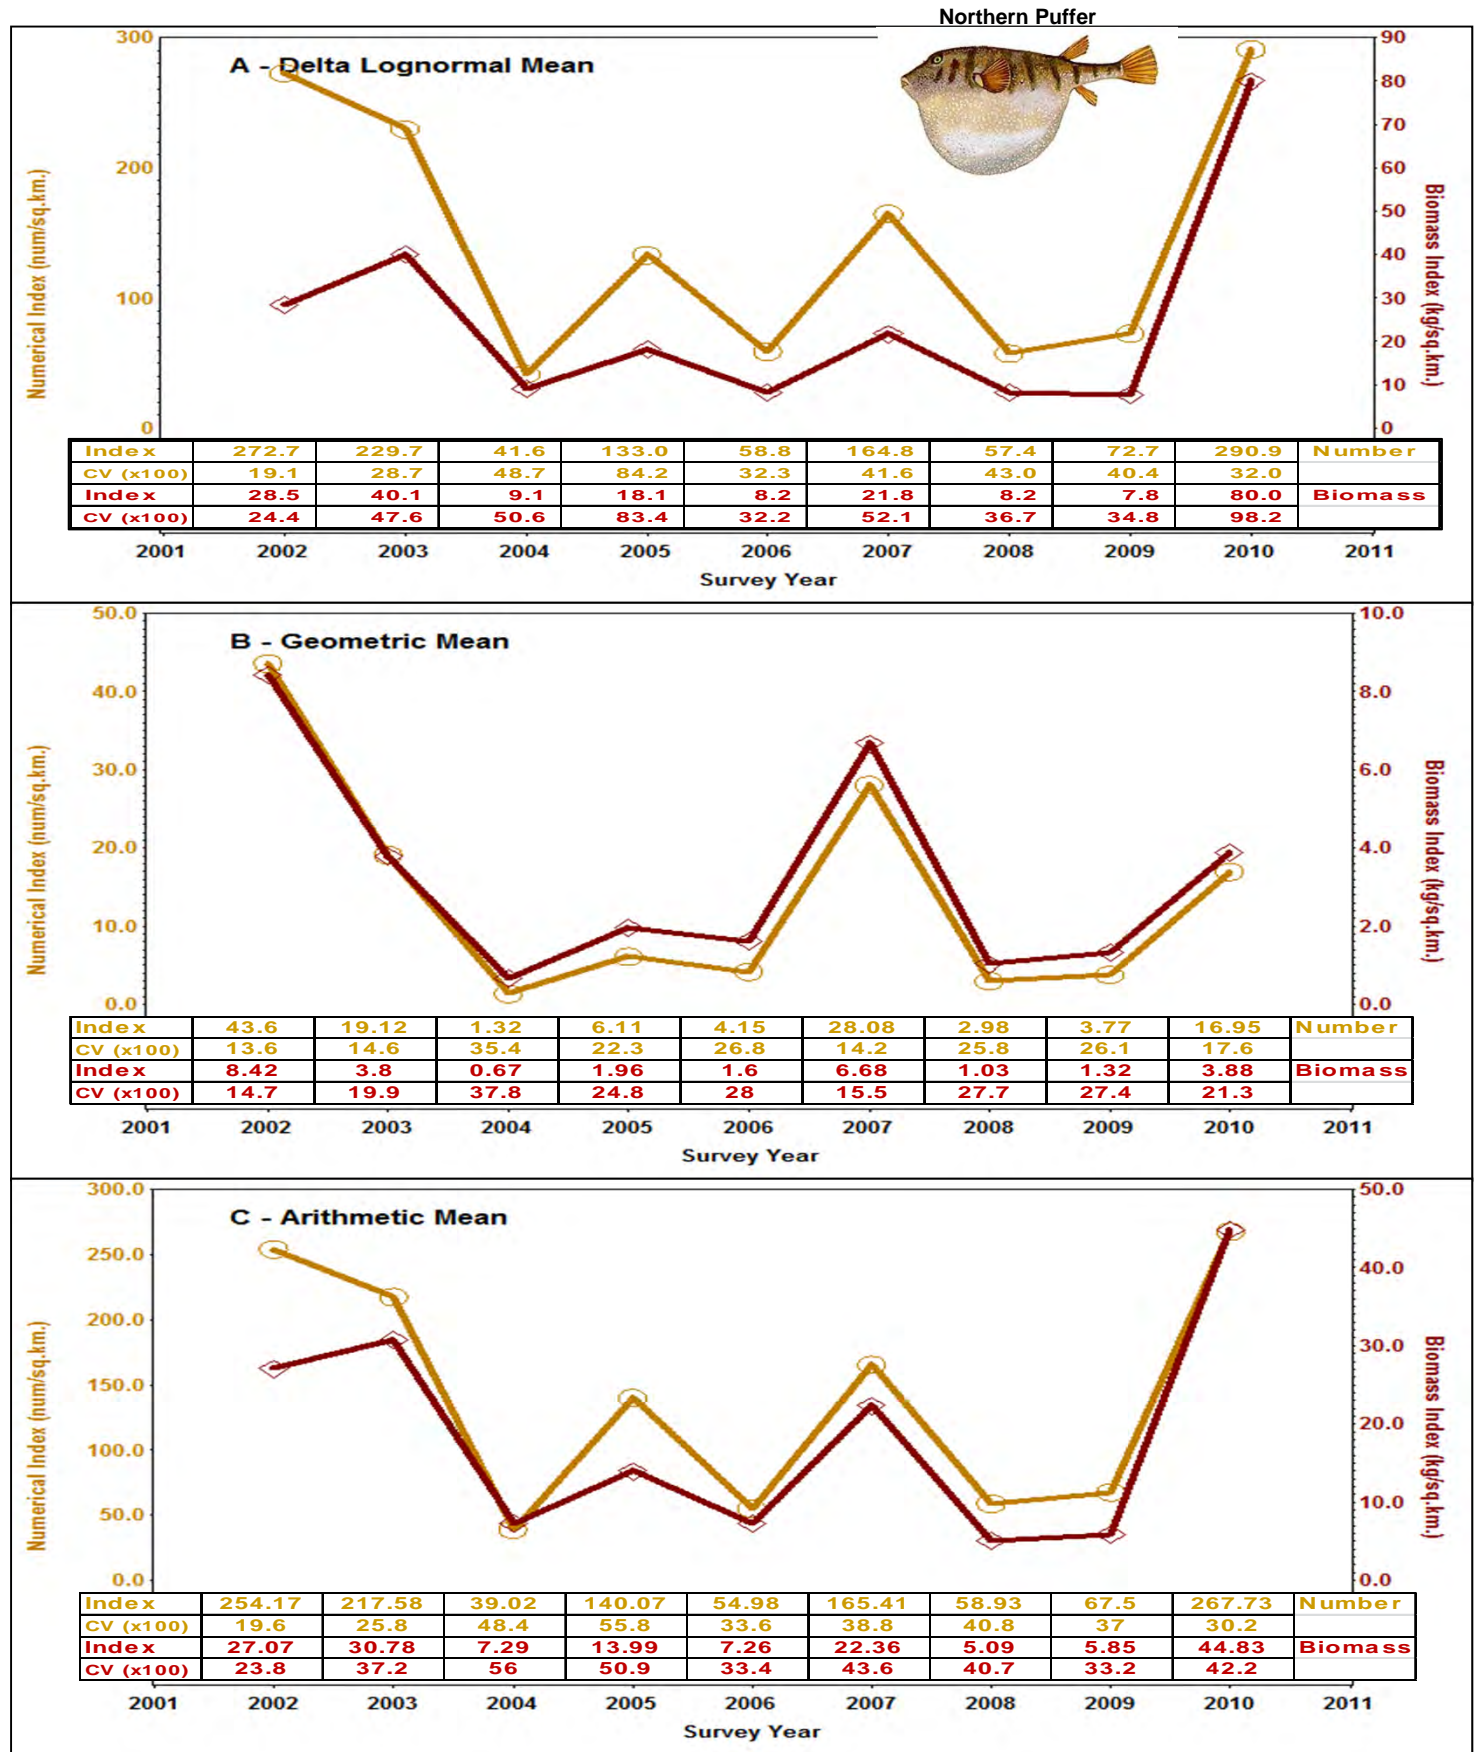 Northern Puffer
A - Delta Lognormal Mean
300
200
100
0
Numerical Index (num/sq.km.)
90
80
70
60
50
40
30
20
10
0
Biomass Index (kg/sq.km.)
Index 272.7 229.7 41.6 133.0 58.8 164.8 57.4 72.7 290.9 Number
CV (x100) 19.1 28.7 48.7 84.2 32.3 41.6 43.0 40.4 32.0
Index 28.5 40.1 9.1 18.1 8.2 21.8 8.2 7.8 80.0 Biomass
CV (x100) 24.4 47.6 50.6 83.4 32.2 52.1 36.7 34.8 98.2
2001 2002 2003 2004 2005 2006 2007 2008 2009 2010 2011
Survey Year
B - Geometric Mean
50.0
40.0
30.0
20.0
10.0
0.0
Numerical Index (num/sq.km.)
10.0
8.0
6.0
4.0
2.0
0.0
Biomass Index (kg/sq.km.)
Index 43.6 19.12 1.32 6.11 4.15 28.08 2.98 3.77 16.95 Number
CV (x100) 13.6 14.6 35.4 22.3 26.8 14.2 25.8 26.1 17.6
Index 8.42 3.8 0.67 1.96 1.6 6.68 1.03 1.32 3.88 Biomass
CV (x100) 14.7 19.9 37.8 24.8 28 15.5 27.7 27.4 21.3
2001 2002 2003 2004 2005 2006 2007 2008 2009 2010 2011
Survey Year
C - Arithmetic Mean
300.0
250.0
200.0
150.0
100.0
50.0
0.0
Numerical Index (num/sq.km.)
50.0
40.0
30.0
20.0
10.0
0.0
Biomass Index (kg/sq.km.)
Index 254.17 217.58 39.02 140.07 54.98 165.41 58.93 67.5 267.73 Number
CV (x100) 19.6 25.8 48.4 55.8 33.6 38.8 40.8 37 30.2
Index 27.07 30.78 7.29 13.99 7.26 22.36 5.09 5.85 44.83 Biomass
CV (x100) 23.8 37.2 56 50.9 33.4 43.6 40.7 33.2 42.2
2001 2002 2003 2004 2005 2006 2007 2008 2009 2010 2011
Survey Year